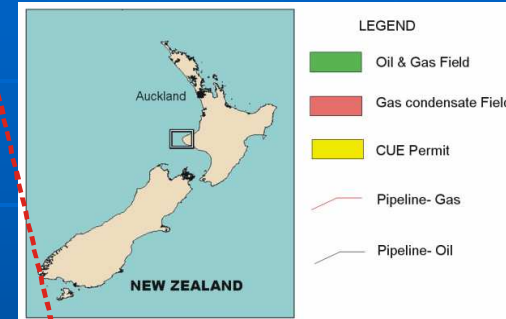 Auckland
NEW ZEALAND
LEGEND
Oil & Gas Field
Gas condensate Field
CUE Permit
Pipeline- Gas
Pipeline- Oil